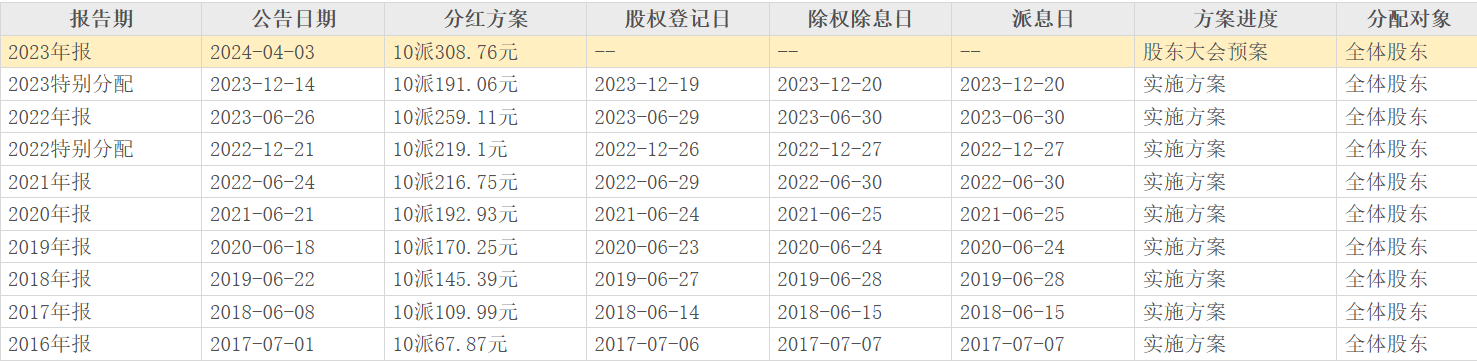 报告期 公告日期 分红方案 股权登记日 除权除息日 派息日 方案进度 分配对象
2023年报 2024-04-03 10派308.76元 -- -- -- 股东大会预案 全体股东
2023特别分配 2023-12-14 10派191.06元 2023-12-19 2023-12-20 2023-12-20 实施方案 全体股东
2022年报 2023-06-26 10派259.11元 2023-06-29 2023-06-30 2023-06-30 实施方案 全体股东
2022特别分配 2022-12-21 10派219.1元 2022-12-26 2022-12-27 2022-12-27 实施方案 全体股东
2021年报 2022-06-24 10派216.75元 2022-06-29 2022-06-30 2022-06-30 实施方案 全体股东
2020年报 2021-06-21 10派192.93元 2021-06-24 2021-06-25 2021-06-25 实施方案 全体股东
2019年报 2020-06-18 10派170.25元 2020-06-23 2020-06-24 2020-06-24 实施方案 全体股东
2018年报 2019-06-22 10派145.39元 2019-06-27 2019-06-28 2019-06-28 实施方案 全体股东
2017年报 2018-06-08 10派109.99元 2018-06-14 2018-06-15 2018-06-15 实施方案 全体股东
2016年报 2017-07-01 10派67.87元 2017-07-06 2017-07-07 2017-07-07 实施方案 全体股东